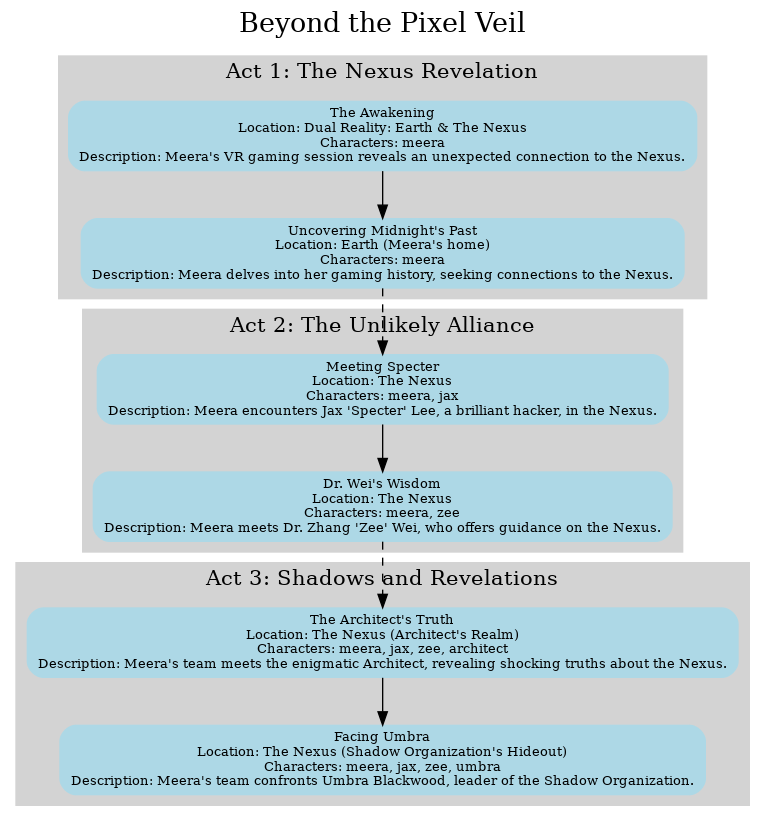 Beyond the Pixel Veil
Act 1: The Nexus Revelation
The Awakening
Location: Dual Reality: Earth & The Nexus
Characters: meera
Description: Meera's VR gaming session reveals an unexpected connection to the Nexus.
Uncovering Midnight's Past
Location: Earth (Meera's home)
Characters: meera
Description: Meera delves into her gaming history, seeking connections to the Nexus.
Act 2: The Unlikely Alliance
Meeting Specter
Location: The Nexus
Characters: meera, jax
Description: Meera encounters Jax 'Specter' Lee, a brilliant hacker, in the Nexus.
Dr. Wei's Wisdom
Location: The Nexus
Characters: meera, zee
Description: Meera meets Dr. Zhang 'Zee' Wei, who offers guidance on the Nexus.
Act 3: Shadows and Revelations
The Architect's Truth
Location: The Nexus (Architect's Realm)
Characters: meera, jax, zee, architect
Description: Meera's team meets the enigmatic Architect, revealing shocking truths about the Nexus.
Facing Umbra
Location: The Nexus (Shadow Organization's Hideout)
Characters: meera, jax, zee, umbra
Description: Meera's team confronts Umbra Blackwood, leader of the Shadow Organization.